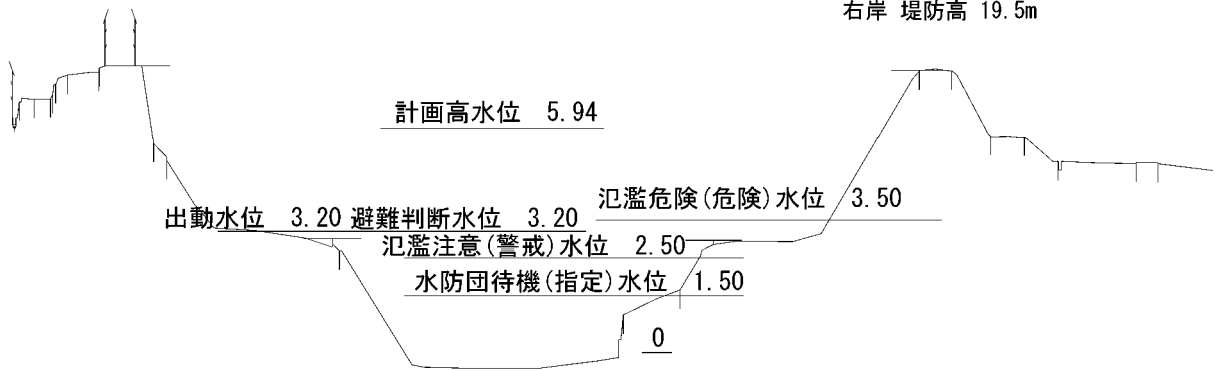 右岸 堤防高 19.5m
計画高水位 5.94
氾濫危険(危険)水位 3.50
出動水位 3.20 避難判断水位 3.20
氾濫注意(警戒)水位 2.50
水防団待機(指定)水位 1.50
0